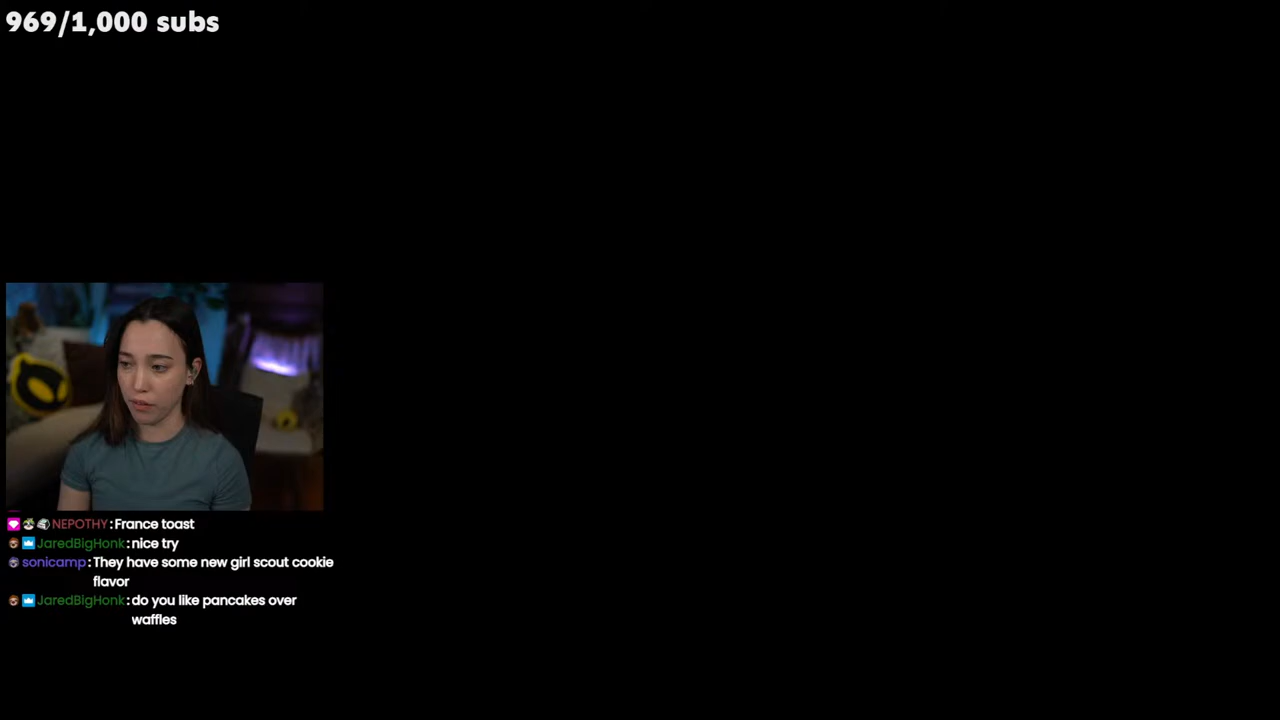 969/1,000 subs
NEPOTHY: France toast
JaredBigHonk: nice try
sonicamp: They have some new girl scout cookie
flavor
JaredBigHonk: do you like pancakes over
waffles